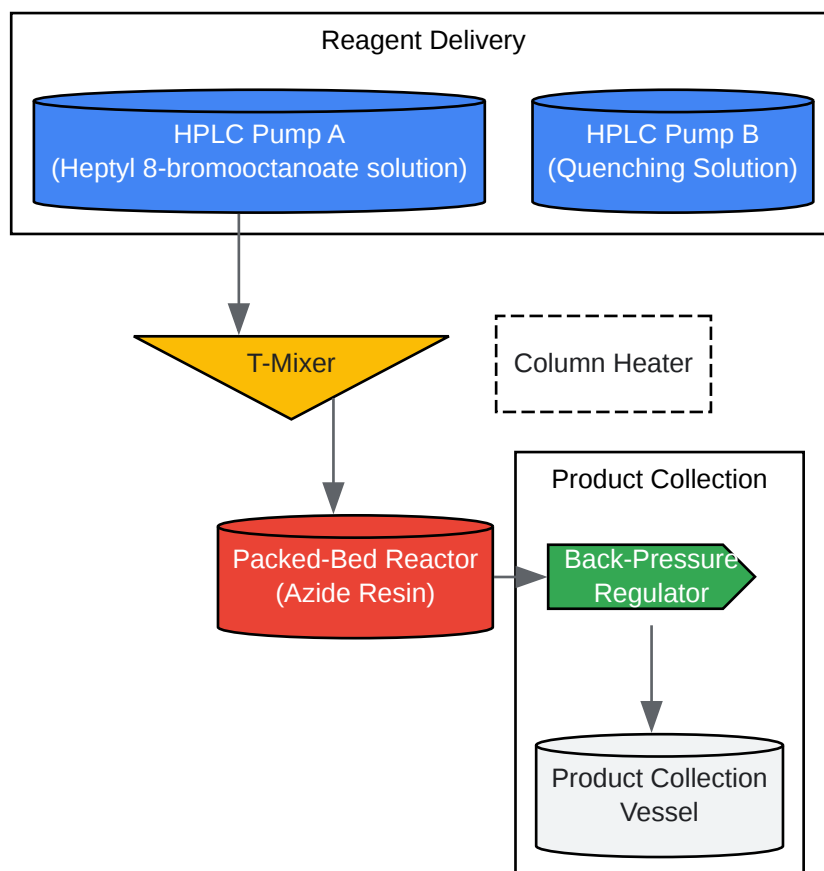 Reagent Delivery
HPLC Pump A
(Heptyl 8-bromooctanoate solution)
HPLC Pump B
(Quenching Solution)
T-Mixer
Column Heater
Product Collection
Packed-Bed Reactor
(Azide Resin)
Back-Pressure
Regulator
Product Collection
Vessel